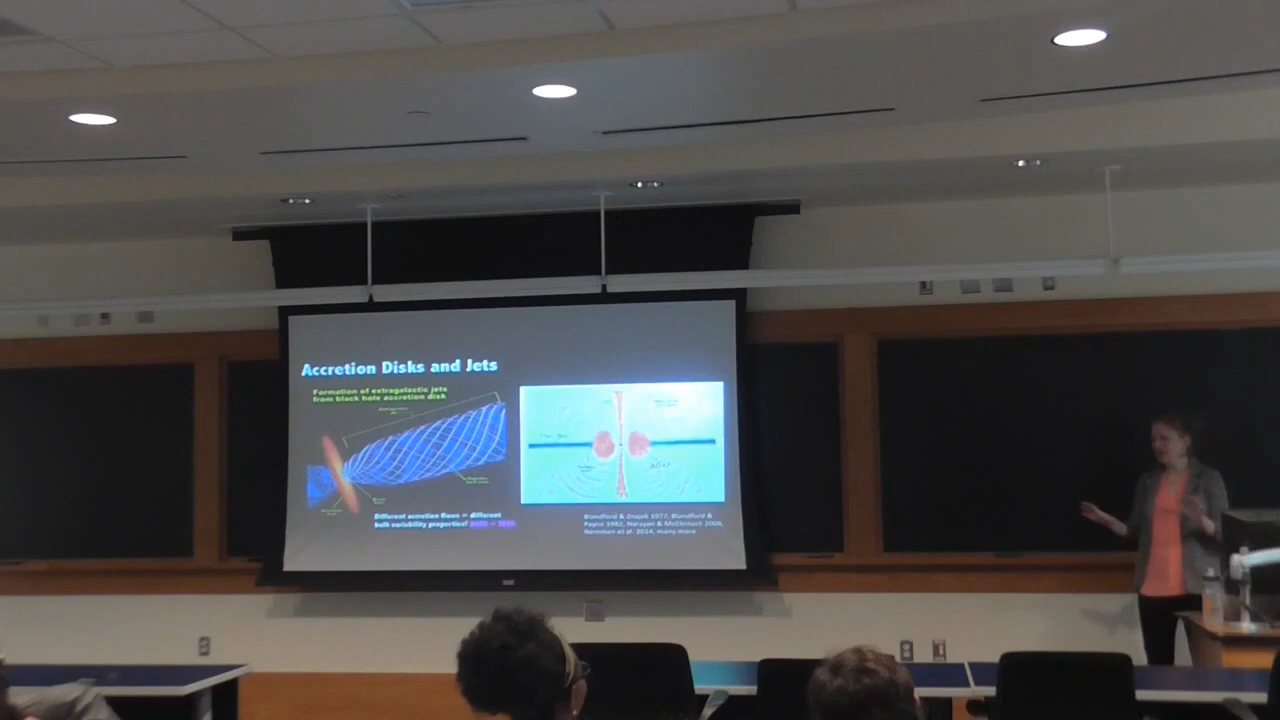 Accretion Disks and Jets
Formation of extragalactic jets
from black hole accretion disk
Different accretion flows = different
bulk variability properties!
Blandford & Znajek 1977, Blandford &
Payne 1982, Narayan & McClintock 2008,
Nemmen et al. 2014, many more
ADAF